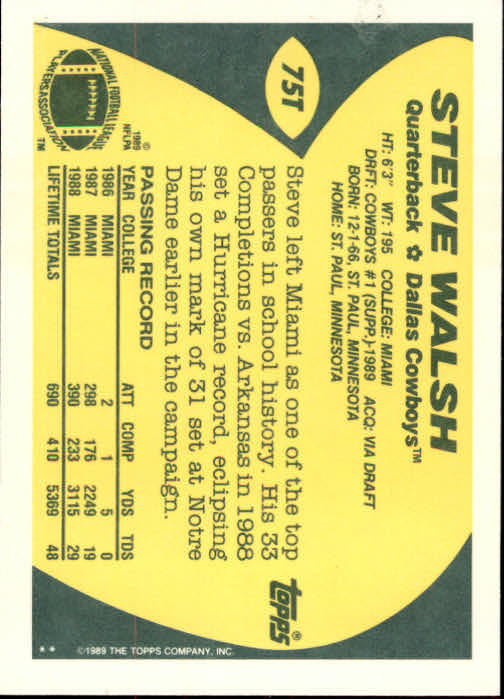 75T
STEVE WALSH
Quarterback ✿ Dallas Cowboys™
HT: 6'3" WT: 195 COLLEGE: MIAMI
DRFT: COWBOYS #1 (SUPP.)-1989 ACQ: VIA DRAFT
BORN: 12-1-66, ST. PAUL, MINNESOTA
HOME: ST. PAUL, MINNESOTA
topps
Steve left Miami as one of the top
passers in school history. His 33
Completions vs. Arkansas in 1988
set a Hurricane record, eclipsing
his own mark of 31 set at Notre
Dame earlier in the campaign.
PASSING RECORD
YEAR COLLEGE ATT COMP YDS TDS
1986 MIAMI 2 1 5 0
1987 MIAMI 298 176 2249 19
1988 MIAMI 390 233 3115 29
LIFETIME TOTALS 690 410 5369 48
NATIONAL FOOTBALL LEAGUE
PLAYERS ASSOCIATION
TM
©
1989
NFLPA
** ©1989 THE TOPPS COMPANY, INC.